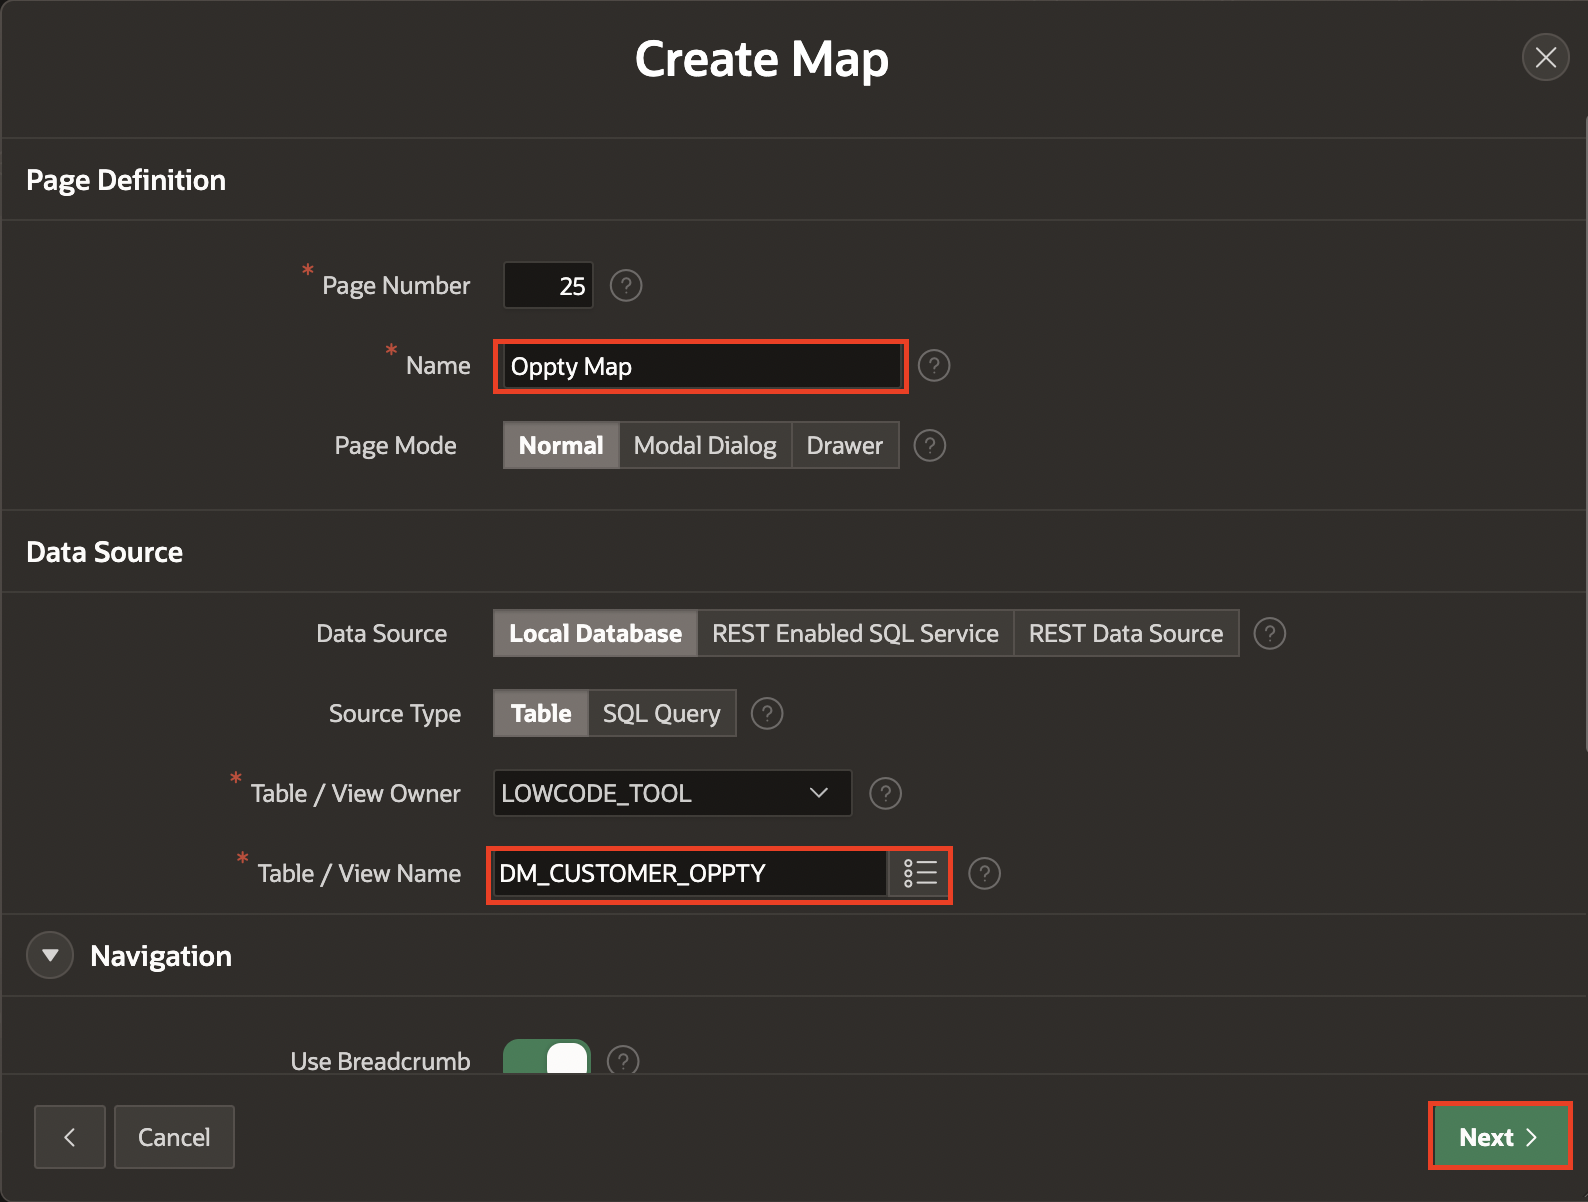 Create Map
Page Definition
* Page Number 25 ?
* Name Oppty Map ?
Page Mode Normal Modal Dialog Drawer ?
Data Source
Data Source Local Database REST Enabled SQL Service REST Data Source ?
Source Type Table SQL Query ?
* Table / View Owner LOWCODE_TOOL ?
* Table / View Name DM_CUSTOMER_OPPTY ?
Navigation
Use Breadcrumb ?
Cancel Next